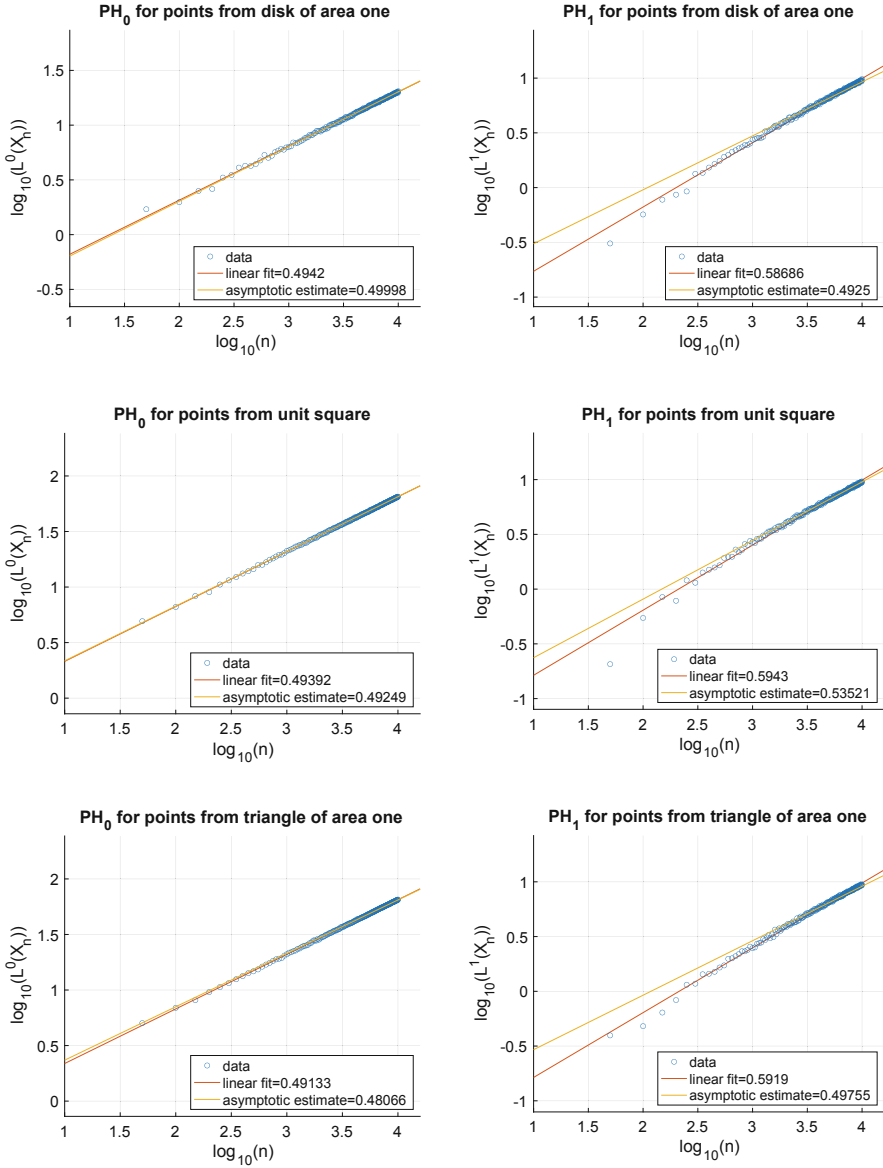 PH₀ for points from disk of area one
log₁₀(L⁰(Xₙ))
1.5
1
0.5
0
-0.5
data
linear fit=0.4942
asymptotic estimate=0.49998
1 1.5 2 2.5 3 3.5 4
log₁₀(n)
PH₁ for points from disk of area one
log₁₀(L¹(Xₙ))
1
0.5
0
-0.5
-1
data
linear fit=0.58686
asymptotic estimate=0.4925
1 1.5 2 2.5 3 3.5 4
log₁₀(n)
PH₀ for points from unit square
log₁₀(L⁰(Xₙ))
2
1.5
1
0.5
0
data
linear fit=0.49392
asymptotic estimate=0.49249
1 1.5 2 2.5 3 3.5 4
log₁₀(n)
PH₁ for points from unit square
log₁₀(L¹(Xₙ))
1
0.5
0
-0.5
-1
data
linear fit=0.5943
asymptotic estimate=0.53521
1 1.5 2 2.5 3 3.5 4
log₁₀(n)
PH₀ for points from triangle of area one
log₁₀(L⁰(Xₙ))
2
1.5
1
0.5
0
data
linear fit=0.49133
asymptotic estimate=0.48066
1 1.5 2 2.5 3 3.5 4
log₁₀(n)
PH₁ for points from triangle of area one
log₁₀(L¹(Xₙ))
1
0.5
0
-0.5
-1
data
linear fit=0.5919
asymptotic estimate=0.49755
1 1.5 2 2.5 3 3.5 4
log₁₀(n)